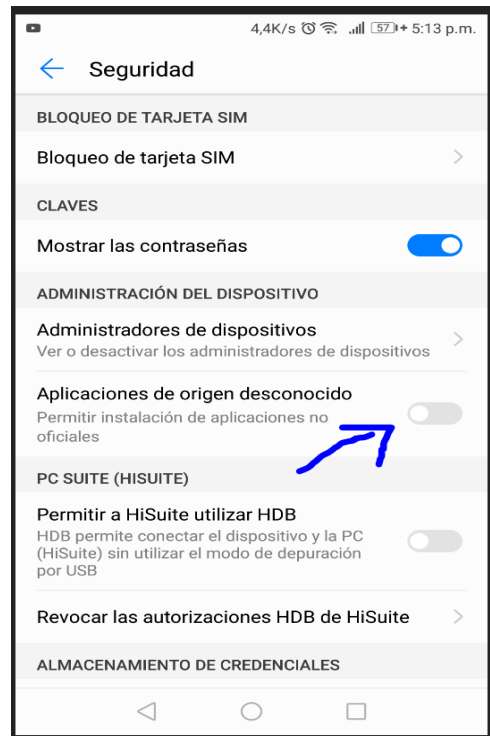 4,4K/s 57 5:13 p.m.
Seguridad
BLOQUEO DE TARJETA SIM
Bloqueo de tarjeta SIM
CLAVES
Mostrar las contraseñas
ADMINISTRACIÓN DEL DISPOSITIVO
Administradores de dispositivos
Ver o desactivar los administradores de dispositivos
Aplicaciones de origen desconocido
Permitir instalación de aplicaciones no
oficiales
PC SUITE (HISUITE)
Permitir a HiSuite utilizar HDB
HDB permite conectar el dispositivo y la PC
(HiSuite) sin utilizar el modo de depuración
por USB
Revocar las autorizaciones HDB de HiSuite
ALMACENAMIENTO DE CREDENCIALES